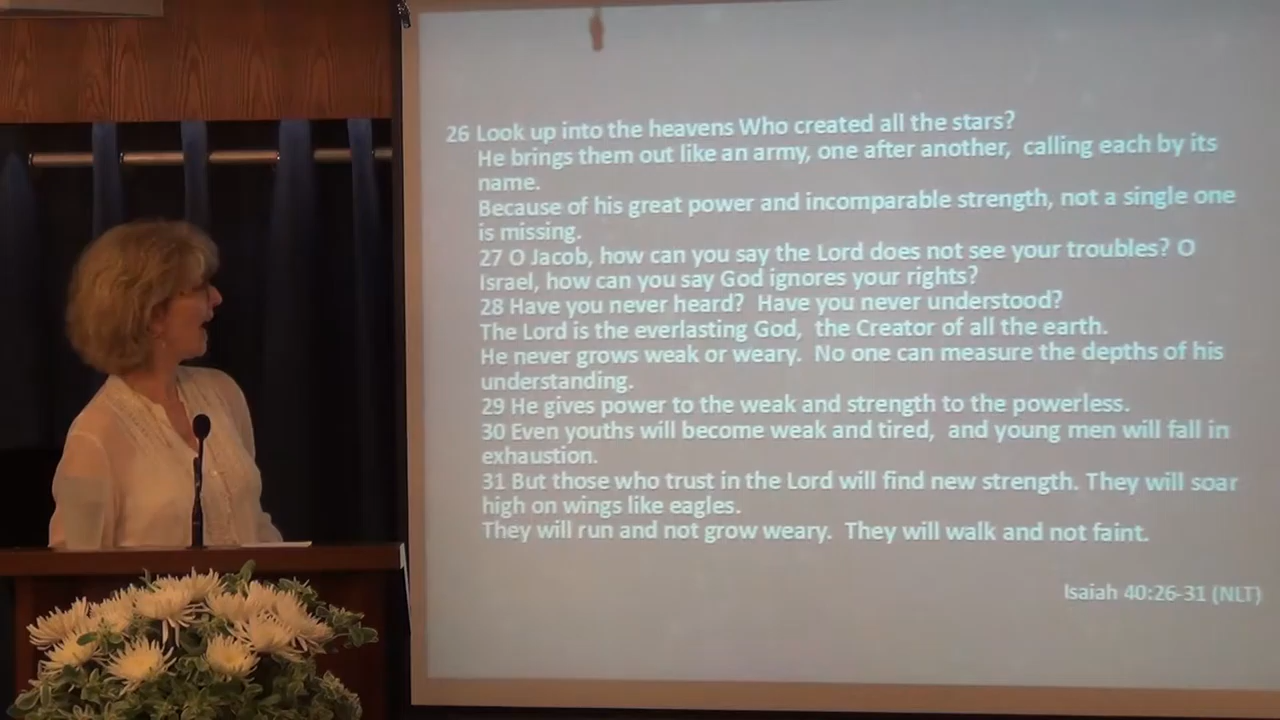 26 Look up into the heavens Who created all the stars?
He brings them out like an army, one after another, calling each by its
name.
Because of his great power and incomparable strength, not a single one
is missing.
27 O Jacob, how can you say the Lord does not see your troubles? O
Israel, how can you say God ignores your rights?
28 Have you never heard? Have you never understood?
The Lord is the everlasting God, the Creator of all the earth.
He never grows weak or weary. No one can measure the depths of his
understanding.
29 He gives power to the weak and strength to the powerless.
30 Even youths will become weak and tired, and young men will fall in
exhaustion.
31 But those who trust in the Lord will find new strength. They will soar
high on wings like eagles.
They will run and not grow weary. They will walk and not faint.
Isaiah 40:26-31 (NLT)